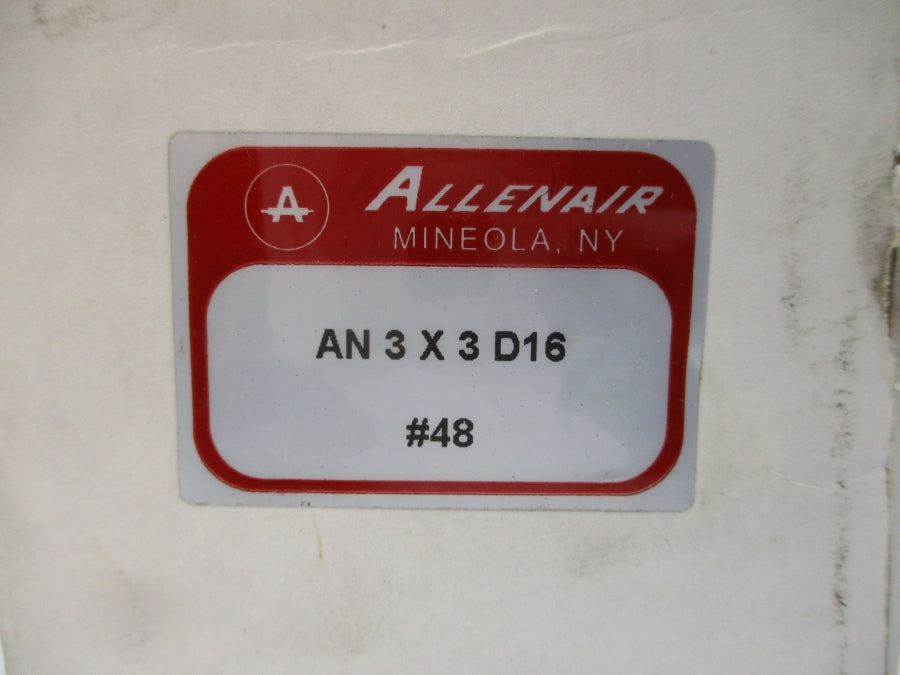 A
ALLENAIR
MINEOLA, NY
AN 3 X 3 D16
#48